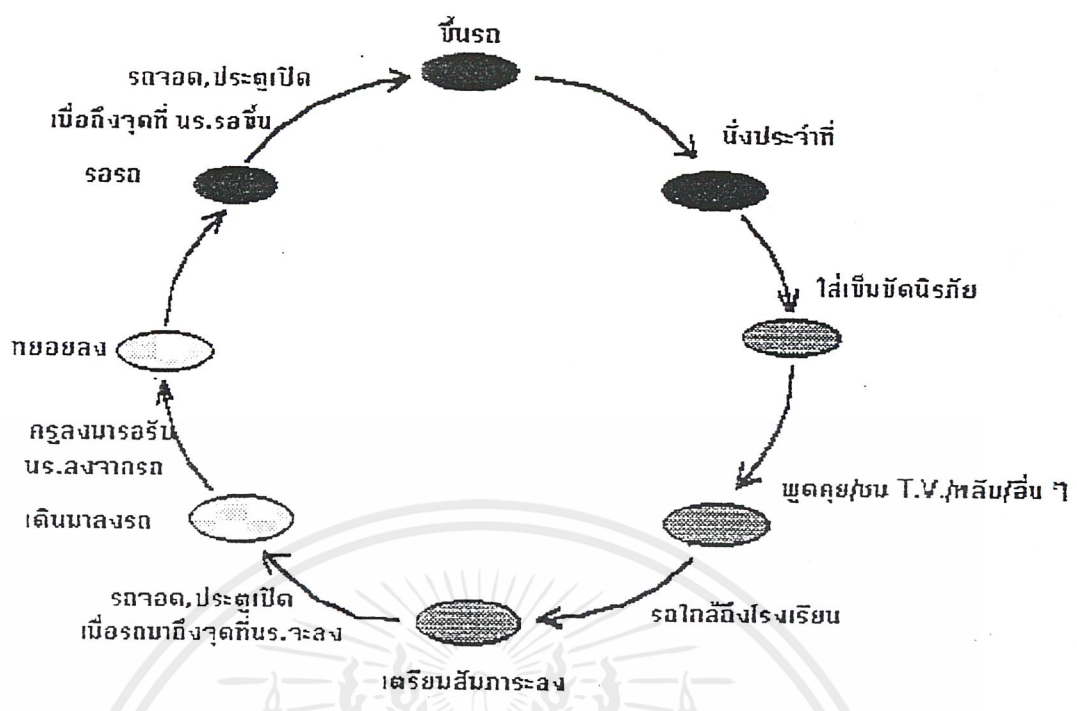 ขึ้นรถ
รถจอด,ประตูเปิด
เมื่อถึงจุดที่ นร.รอขึ้น
รอรถ
นั่งประจำที่
ใส่เข็มขัดนิรภัย
ทยอยลง
ครูลงมารอรับ
นร.ลงจากรถ
เดินมาลงรถ
พูดคุย/ชม T.V./หลับ/อื่น ๆ
รถจอด,ประตูเปิด
เมื่อรถมาถึงจุดที่นร.จะลง
รถใกล้ถึงโรงเรียน
เตรียมสัมภาระลง